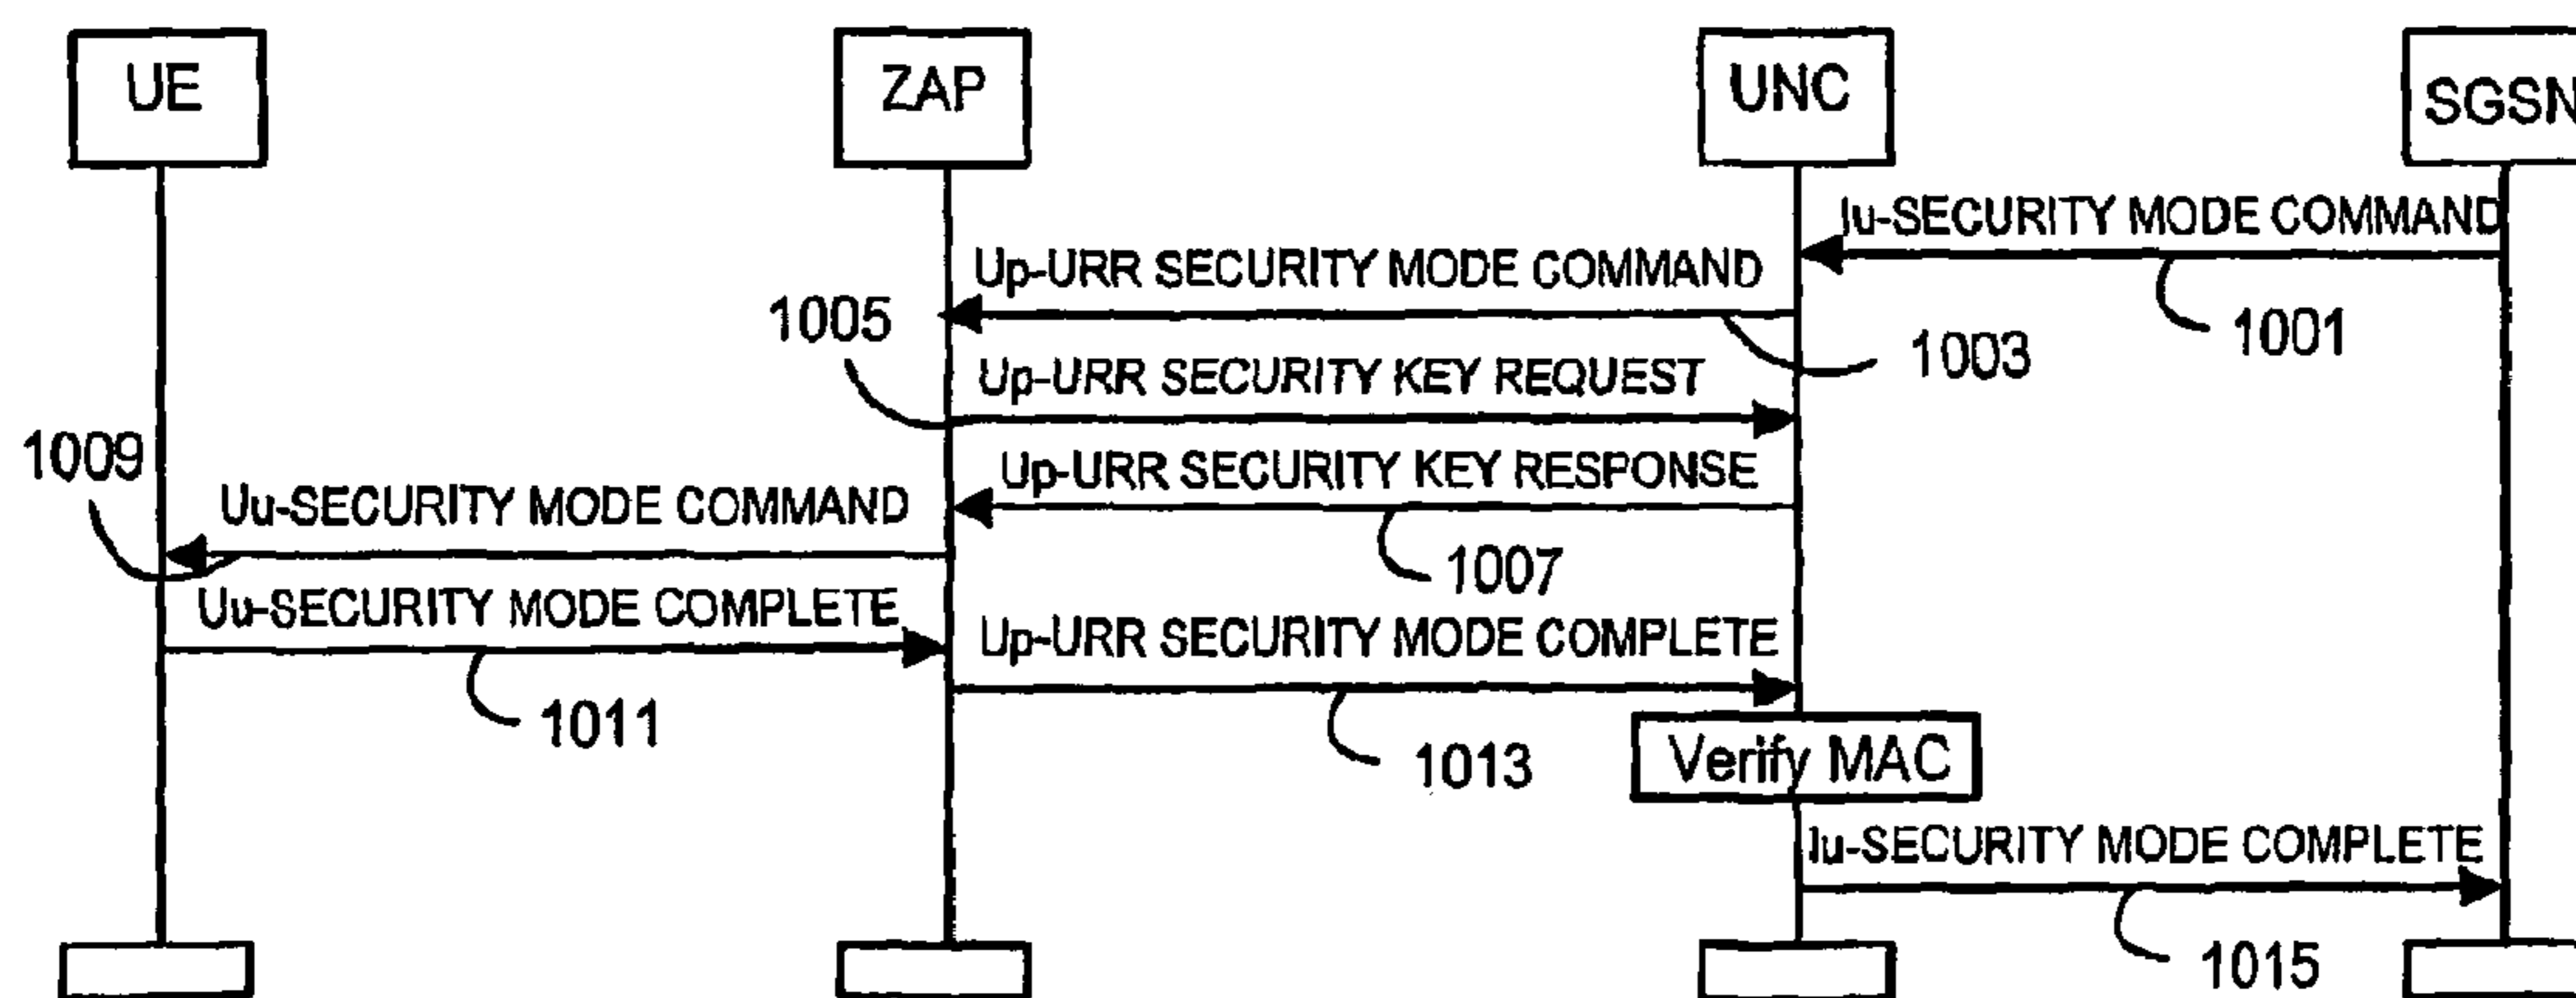 UE
ZAP
UNC
SGSN
Iu-SECURITY MODE COMMAND
1001
Up-URR SECURITY MODE COMMAND
1003
1005
Up-URR SECURITY KEY REQUEST
Up-URR SECURITY KEY RESPONSE
1007
1009
Uu-SECURITY MODE COMMAND
Uu-SECURITY MODE COMPLETE
1011
Up-URR SECURITY MODE COMPLETE
1013
Verify MAC
Iu-SECURITY MODE COMPLETE
1015